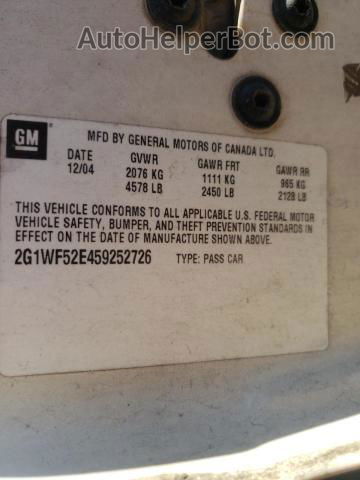 AutoHelperBot.com
GM
MFD BY GENERAL MOTORS OF CANADA LTD.
DATE GVWR GAWR FRT GAWR RR
12/04 2076 KG 1111 KG 965 KG
4578 LB 2450 LB 2128 LB
THIS VEHICLE CONFORMS TO ALL APPLICABLE U.S. FEDERAL MOTOR
VEHICLE SAFETY, BUMPER, AND THEFT PREVENTION STANDARDS IN
EFFECT ON THE DATE OF MANUFACTURE SHOWN ABOVE.
2G1WF52E459252726 TYPE: PASS CAR